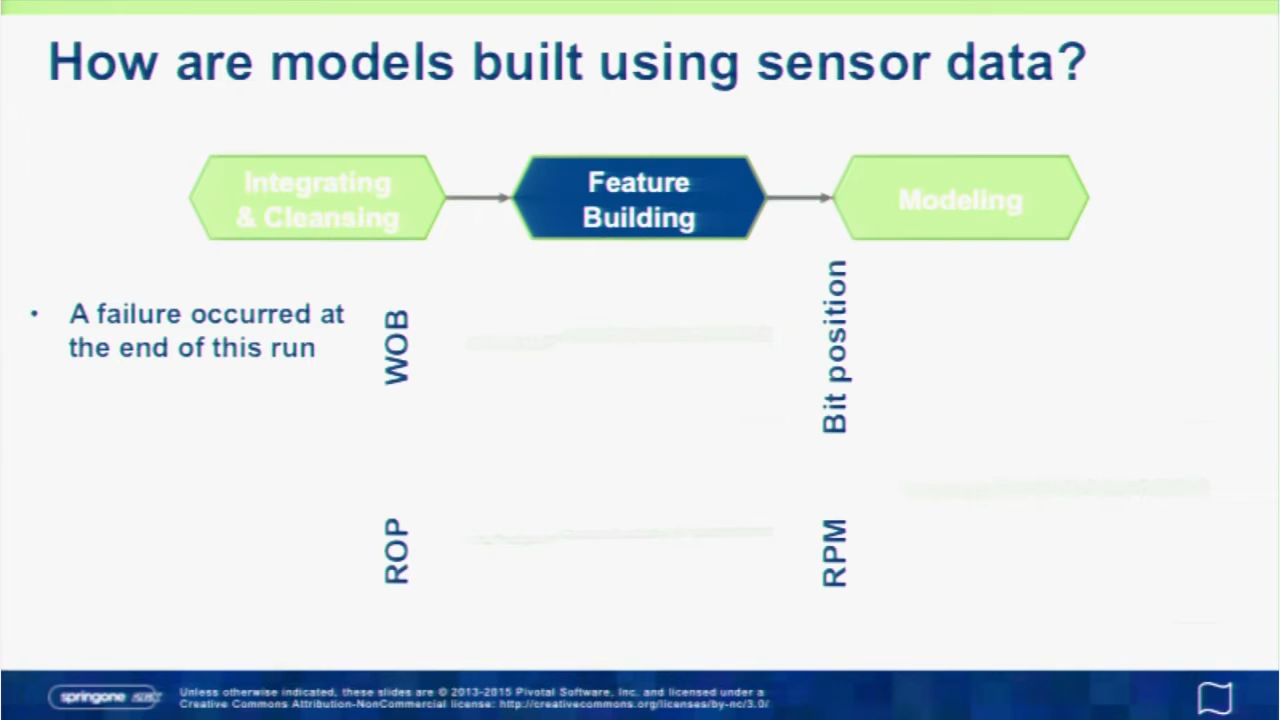 How are models built using sensor data?
Integrating
& Cleansing
Feature
Building
Modeling
• A failure occurred at
the end of this run
WOB
Bit position
ROP
RPM
springone
Unless otherwise indicated, these slides are © 2013-2015 Pivotal Software, Inc. and licensed under a
Creative Commons Attribution-NonCommercial license: http://creativecommons.org/licenses/by-nc/3.0/